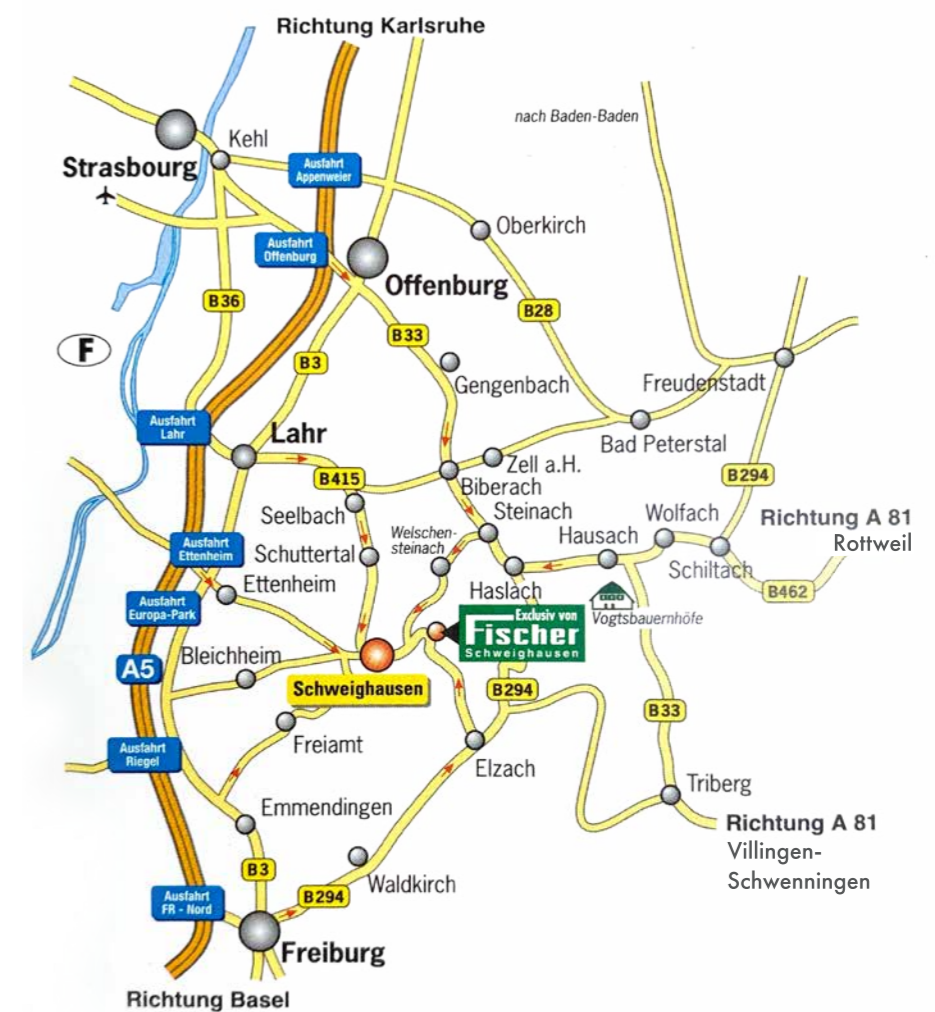 Richtung Karlsruhe
nach Baden-Baden
Kehl
Strasbourg
Ausfahrt
Appenweier
Oberkirch
Ausfahrt
Offenburg
Offenburg
B36
B28
B33
B3
F
Gengenbach
Freudenstadt
Ausfahrt
Lahr
Lahr
Bad Peterstal
Zell a.H.
B415
Biberach
B294
Seelbach
Steinach
Wolfach
Richtung A 81
Rottweil
Welschen-
steinach
Hausach
Ausfahrt
Ettenheim
Schuttertal
Schiltach
Ettenheim
Haslach
B462
Ausfahrt
Europa-Park
Exclusiv von
Fischer
Schweighausen
Vogtsbauernhöfe
A5
Bleichheim
Schweighausen
B294
B33
Ausfahrt
Riegel
Freiamt
Elzach
Triberg
Emmendingen
Richtung A 81
Villingen-
Schwenningen
B3
Waldkirch
B294
Ausfahrt
FR - Nord
Freiburg
Richtung Basel